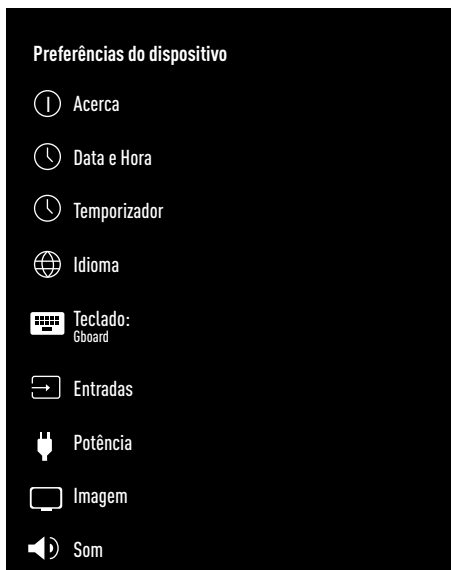 Preferências do dispositivo
Acerca
Data e Hora
Temporizador
Idioma
Teclado:
Gboard
Entradas
Potência
Imagem
Som